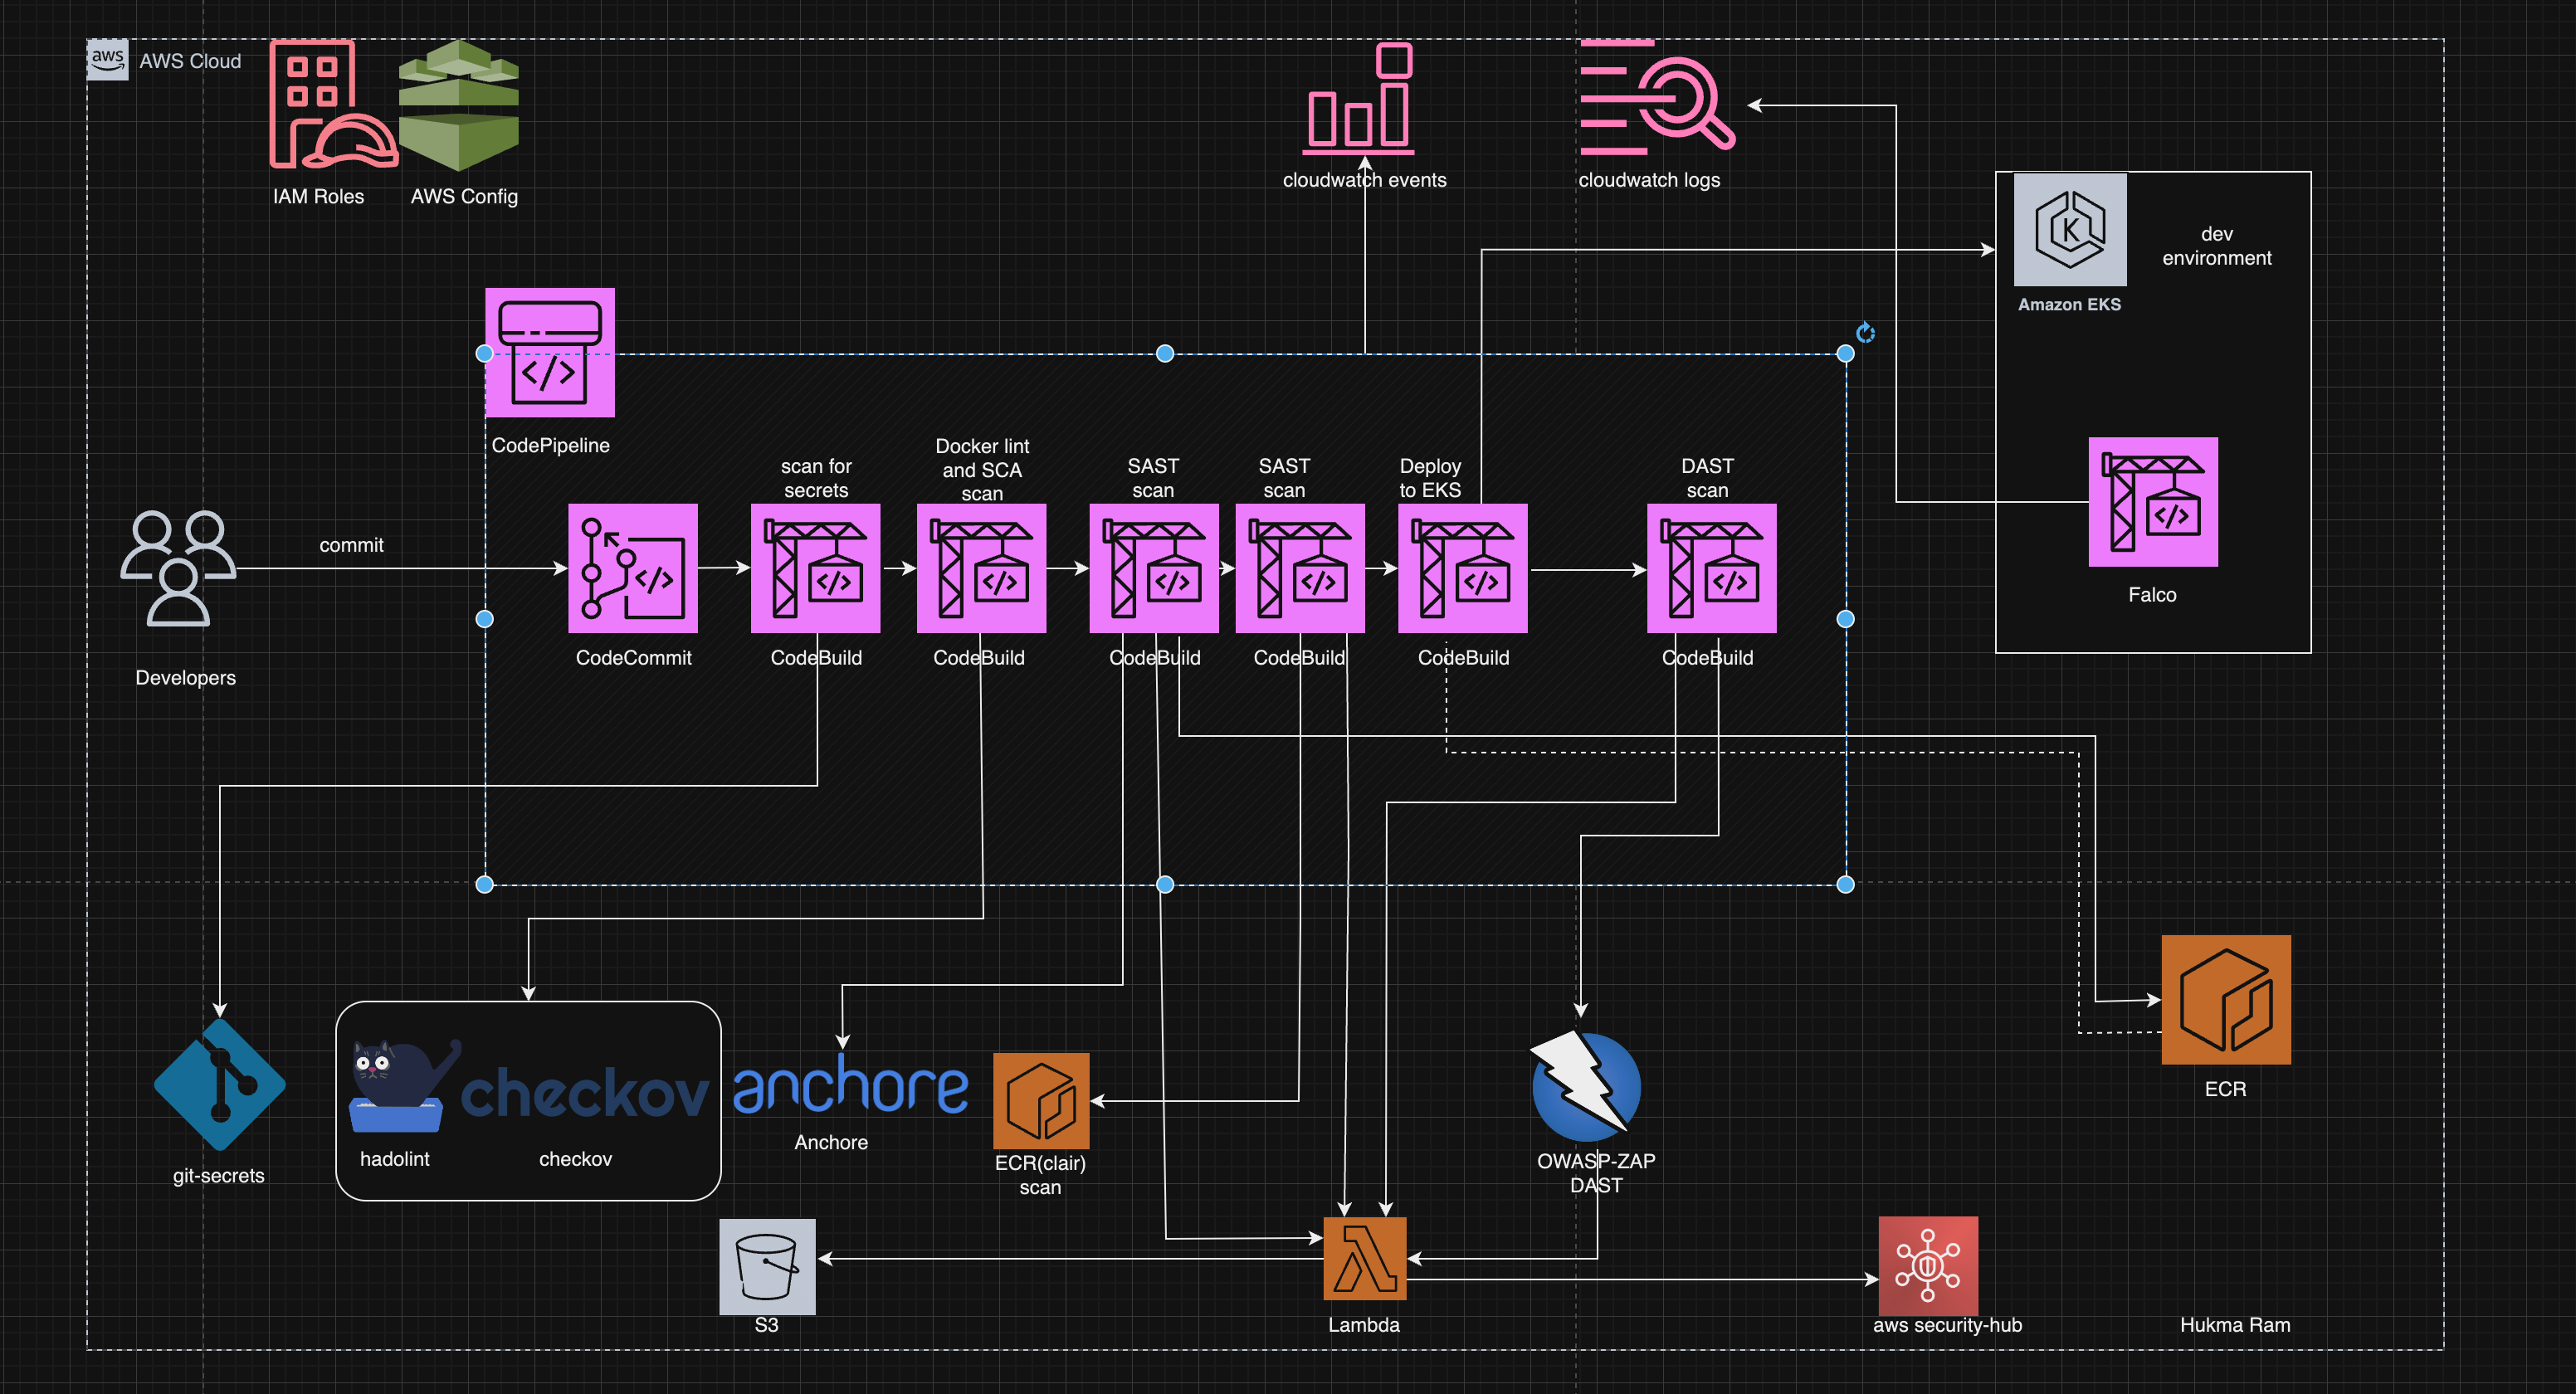 aws
AWS Cloud
IAM Roles
AWS Config
cloudwatch events
cloudwatch logs
K
Amazon EKS
dev
environment
</>
CodePipeline
Developers
commit
</>
CodeCommit
scan for
secrets
</>
CodeBuild
Docker lint
and SCA
scan
</>
CodeBuild
SAST
scan
</>
CodeBuild
SAST
scan
</>
CodeBuild
Deploy
to EKS
</>
CodeBuild
DAST
scan
</>
CodeBuild
</>
Falco
git-secrets
hadolint
checkov
checkov
anchore
Anchore
ECR(clair)
scan
OWASP-ZAP
DAST
ECR
S3
Lambda
aws security-hub
Hukma Ram